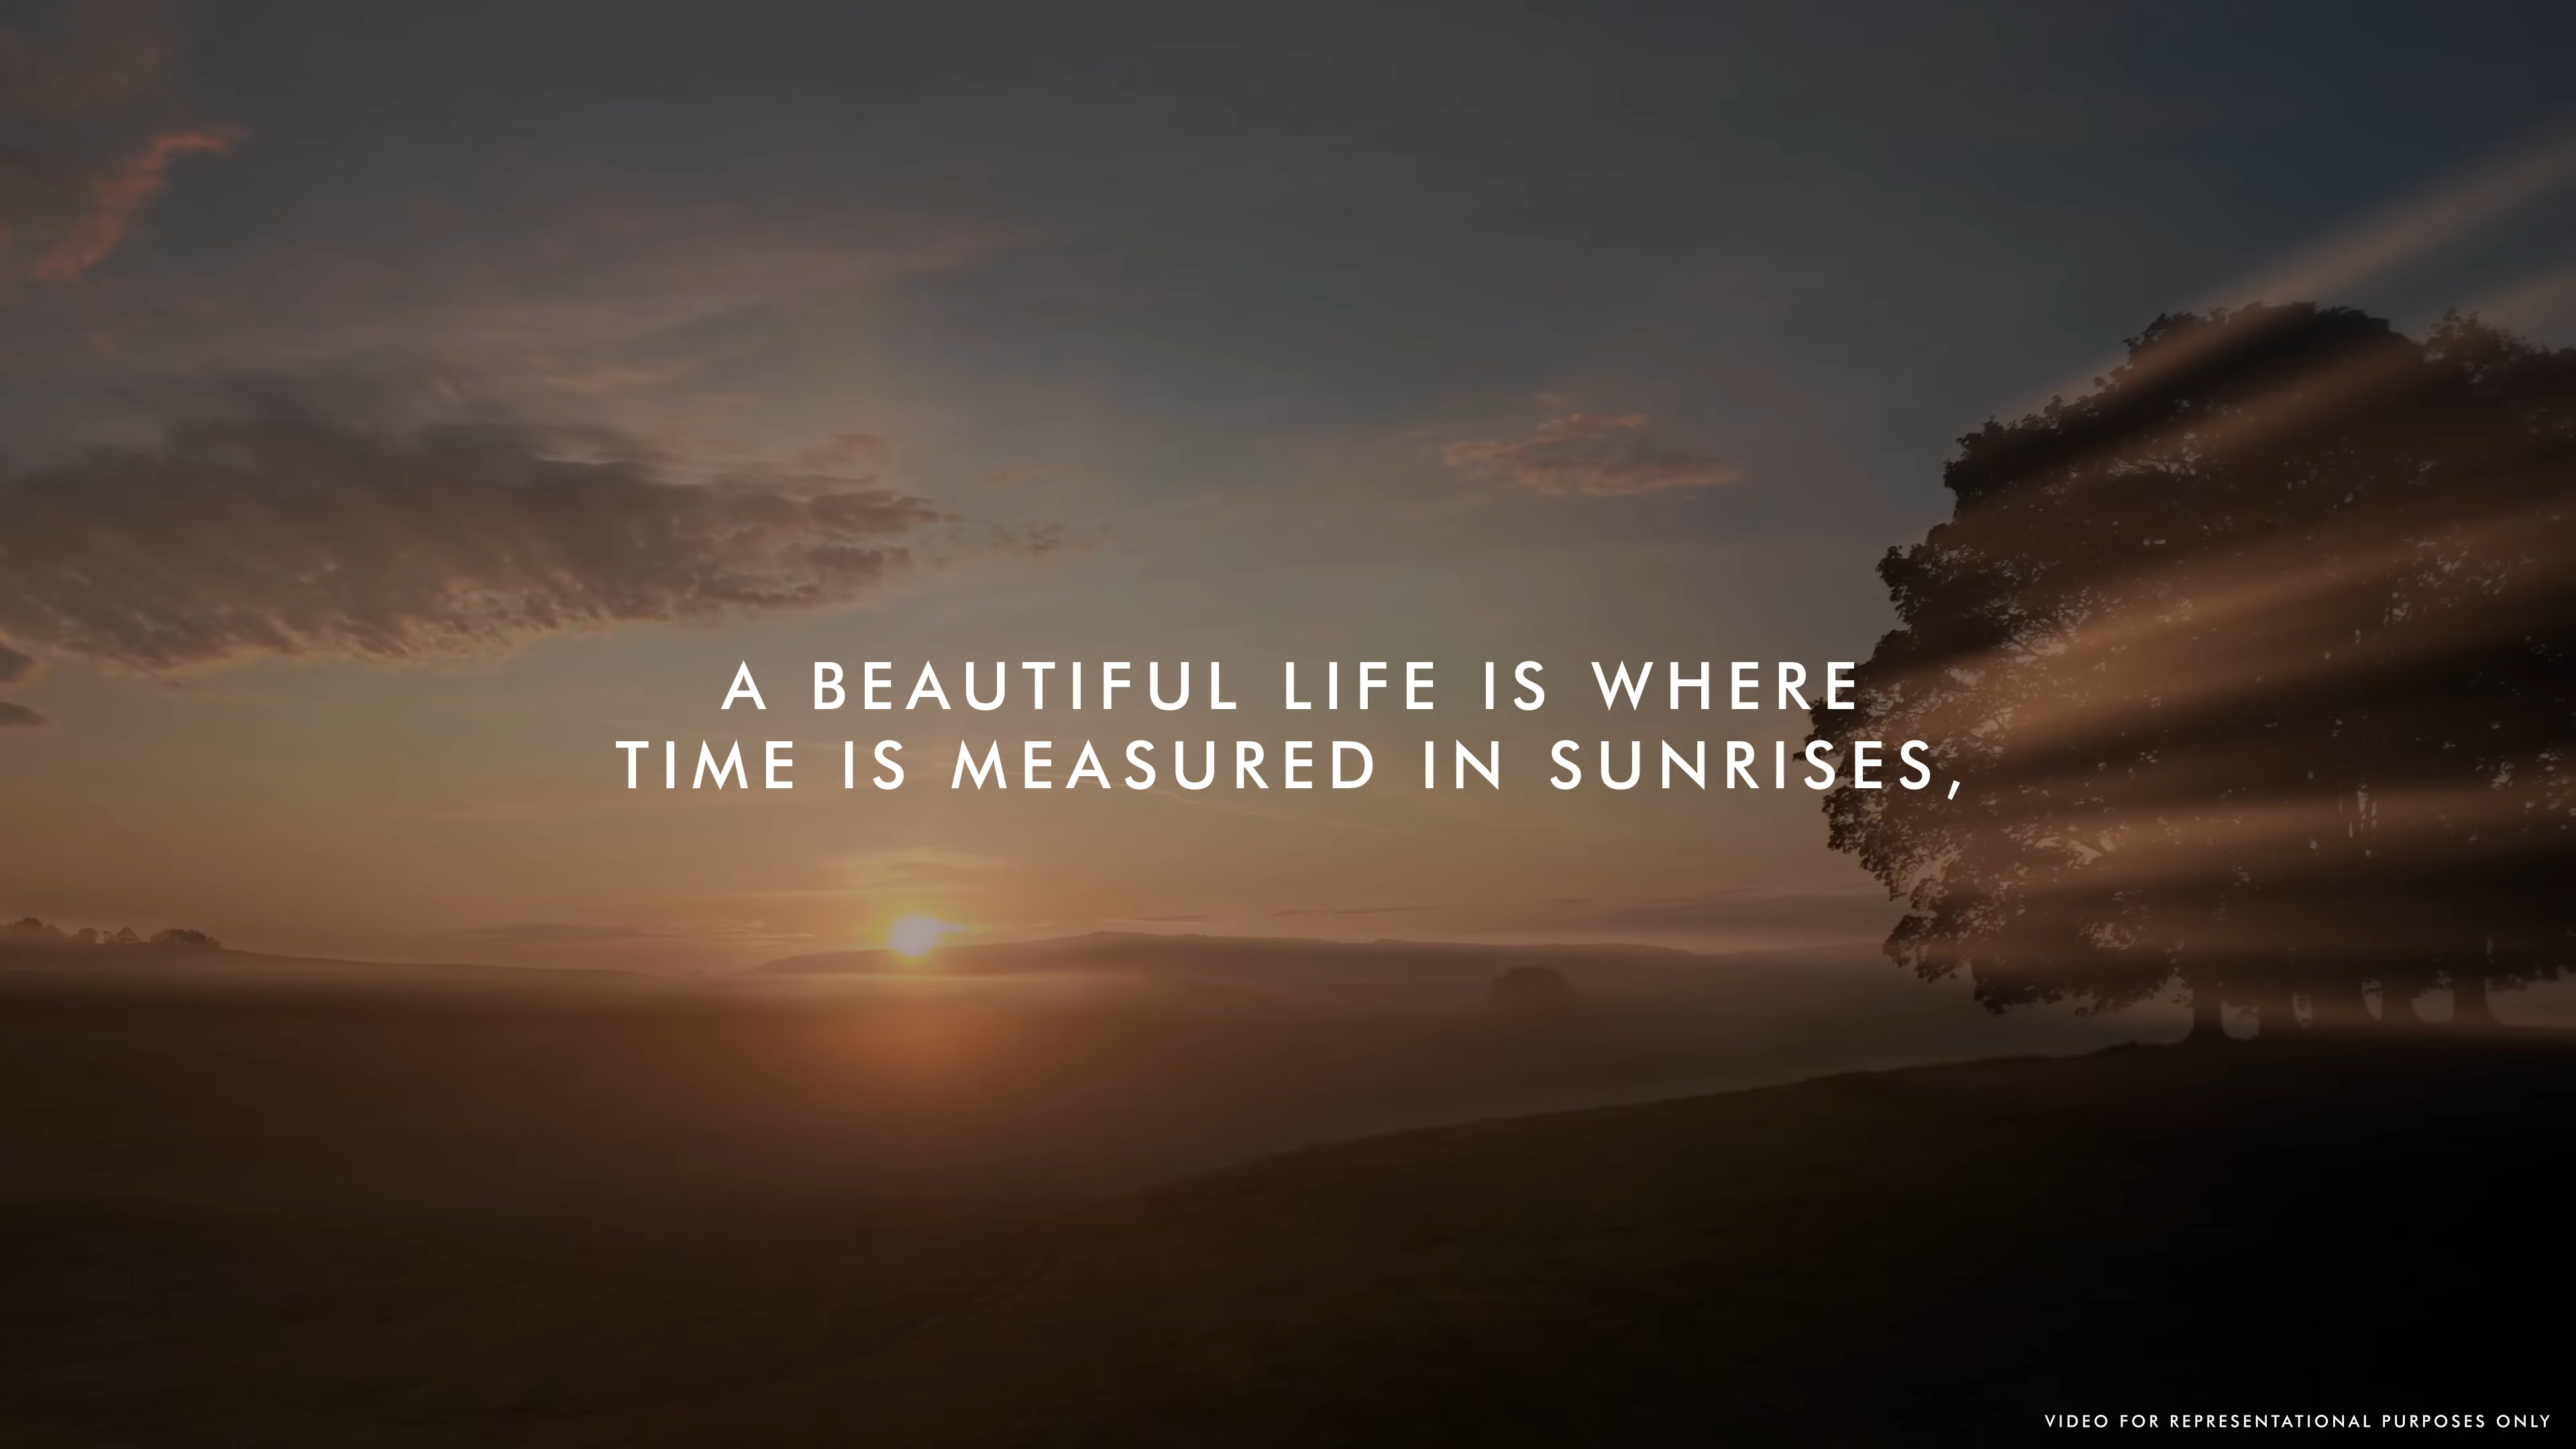 A BEAUTIFUL LIFE IS WHERE
TIME IS MEASURED IN SUNRISES,
VIDEO FOR REPRESENTATIONAL PURPOSES ONLY